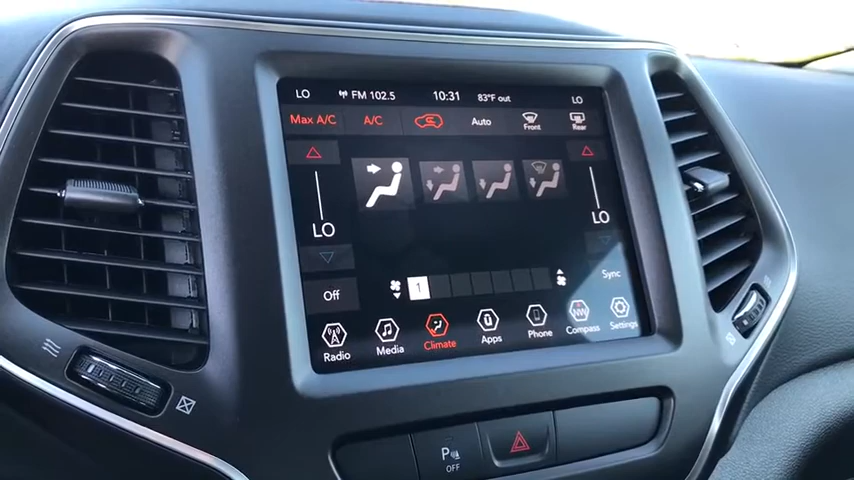 LO FM 102.5 10:31 83°F out LO
Max A/C A/C Auto Front Rear
LO LO
Off 1 Sync
NW
Radio Media Climate Apps Phone Compass Settings
P OFF